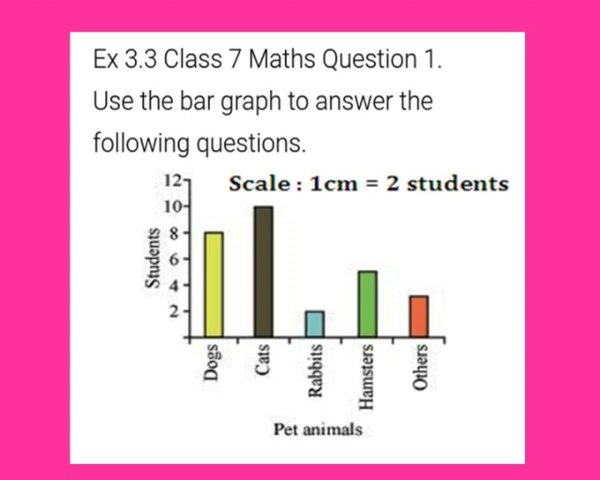 Ex 3.3 Class 7 Maths Question 1.
Use the bar graph to answer the
following questions.
Scale : 1cm = 2 students
12
10
8
6
4
2
Students
Dogs
Cats
Rabbits
Hamsters
Others
Pet animals